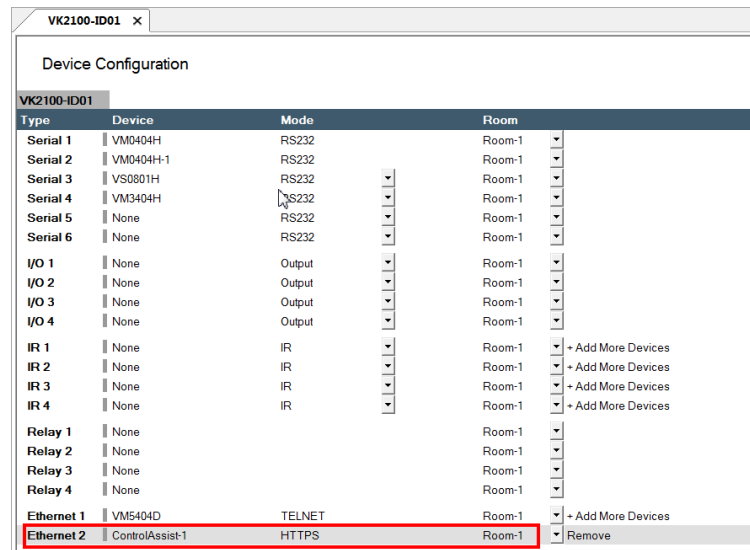 VK2100-ID01 ×
Device Configuration
VK2100-ID01
Type Device Mode Room
Serial 1 VM0404H RS232 Room-1
Serial 2 VM0404H-1 RS232 Room-1
Serial 3 VS0801H RS232 Room-1
Serial 4 VM3404H RS232 Room-1
Serial 5 None RS232 Room-1
Serial 6 None RS232 Room-1
I/O 1 None Output Room-1
I/O 2 None Output Room-1
I/O 3 None Output Room-1
I/O 4 None Output Room-1
IR 1 None IR Room-1 + Add More Devices
IR 2 None IR Room-1 + Add More Devices
IR 3 None IR Room-1 + Add More Devices
IR 4 None IR Room-1 + Add More Devices
Relay 1 None Room-1
Relay 2 None Room-1
Relay 3 None Room-1
Relay 4 None Room-1
Ethernet 1 VM5404D TELNET Room-1 + Add More Devices
Ethernet 2 ControlAssist-1 HTTPS Room-1 Remove